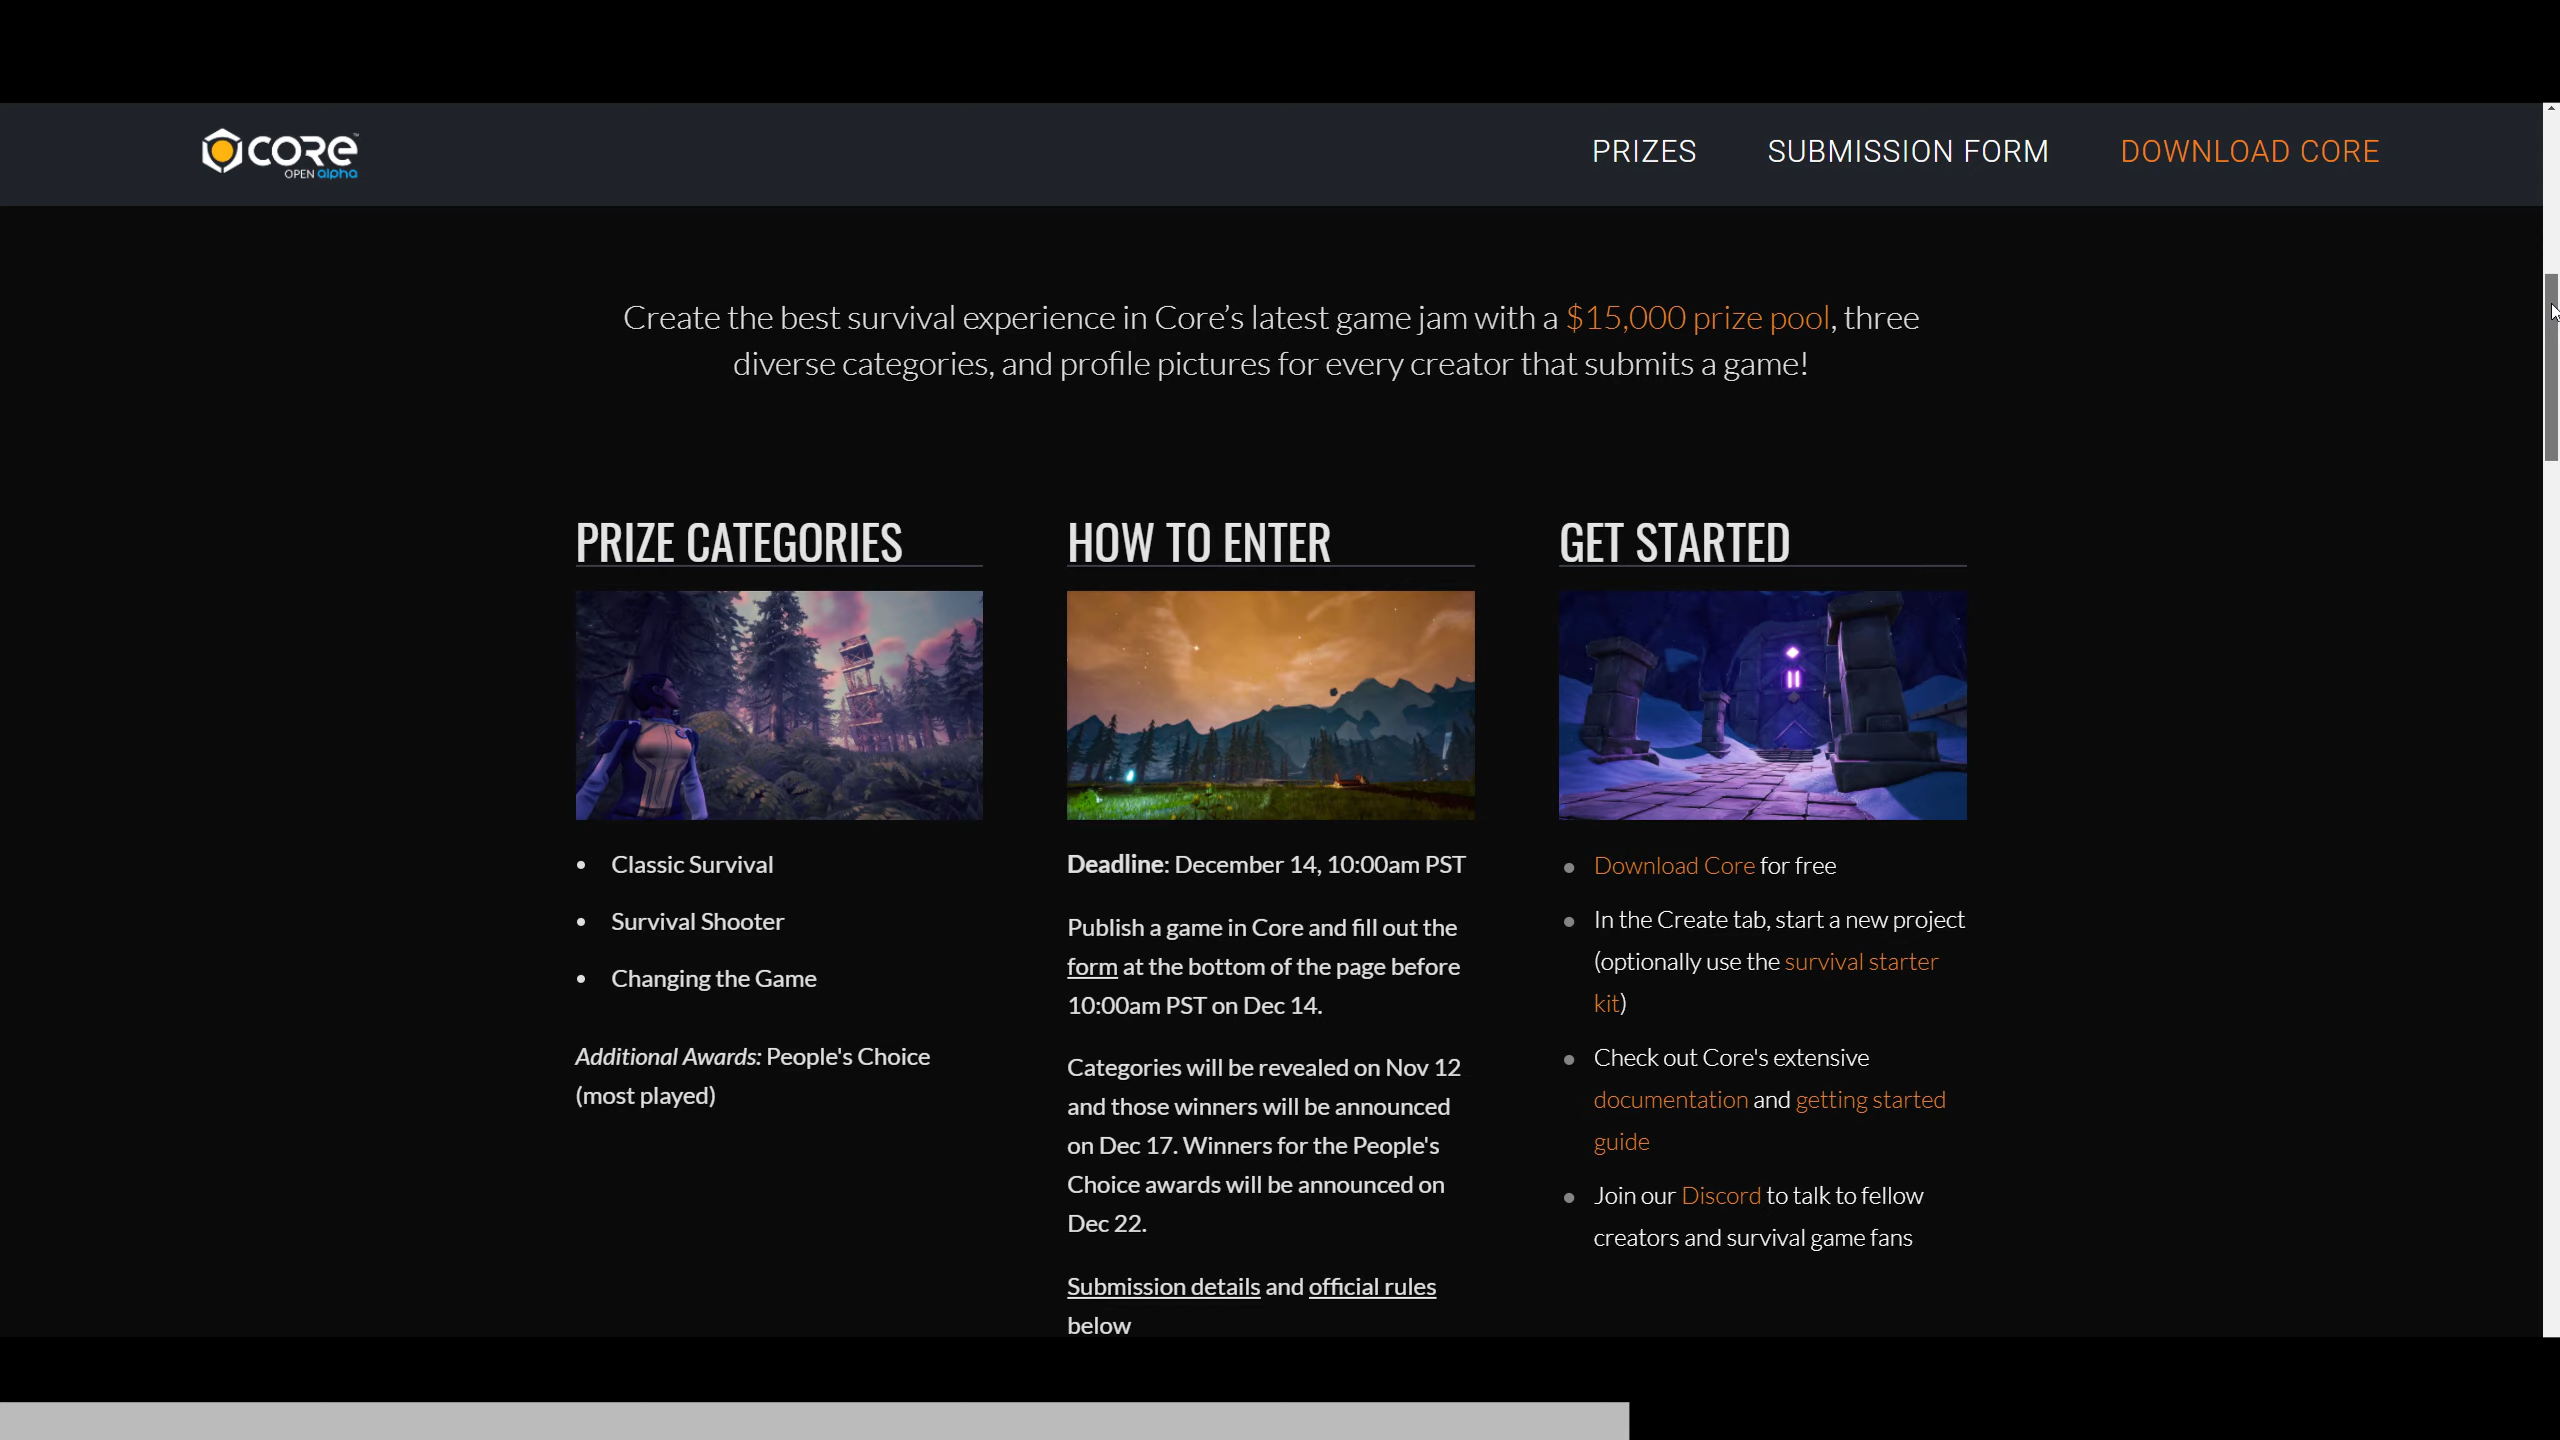 CORE™
OPEN alpha
PRIZES
SUBMISSION FORM
DOWNLOAD CORE
Create the best survival experience in Core’s latest game jam with a $15,000 prize pool, three
diverse categories, and profile pictures for every creator that submits a game!
PRIZE CATEGORIES
• Classic Survival
• Survival Shooter
• Changing the Game
Additional Awards: People's Choice
(most played)
HOW TO ENTER
Deadline: December 14, 10:00am PST
Publish a game in Core and fill out the
form at the bottom of the page before
10:00am PST on Dec 14.
Categories will be revealed on Nov 12
and those winners will be announced
on Dec 17. Winners for the People's
Choice awards will be announced on
Dec 22.
Submission details and official rules
below
GET STARTED
• Download Core for free
• In the Create tab, start a new project
(optionally use the survival starter
kit)
• Check out Core's extensive
documentation and getting started
guide
• Join our Discord to talk to fellow
creators and survival game fans